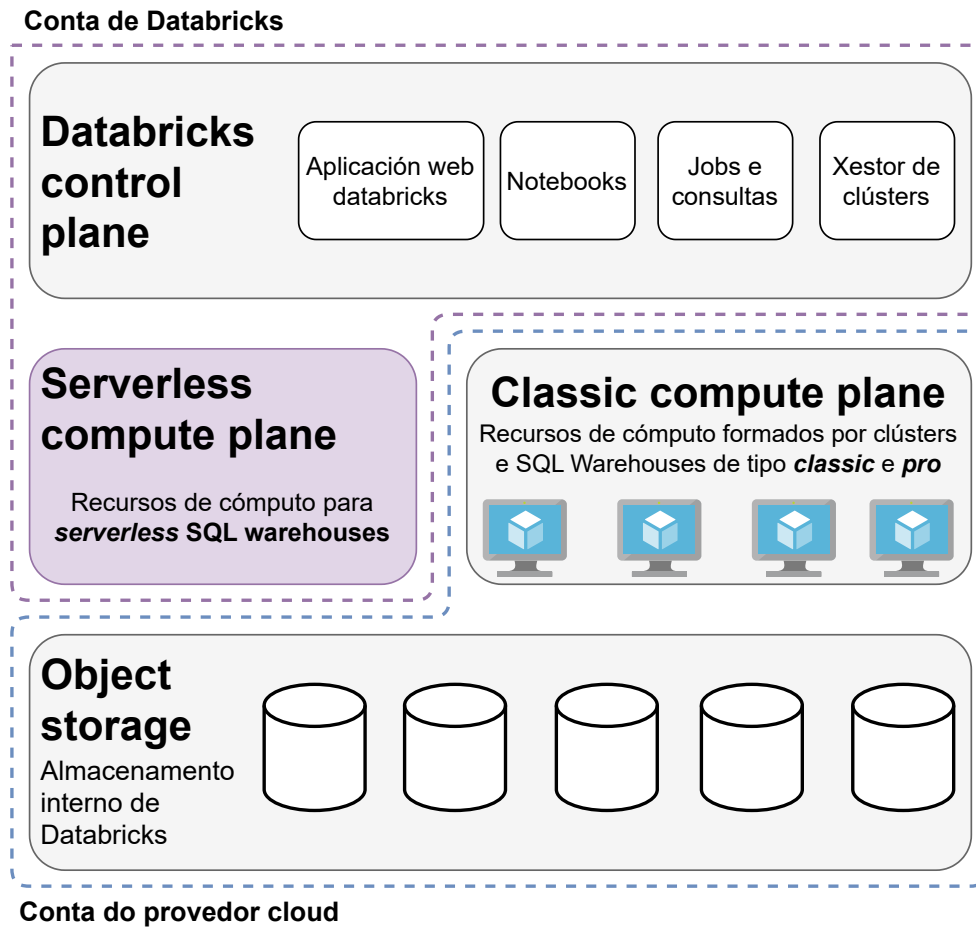 Conta de Databricks
Databricks
control
plane
Aplicación web
databricks
Notebooks
Jobs e
consultas
Xestor de
clústers
Serverless
compute plane
Recursos de cómputo para
serverless SQL warehouses
Classic compute plane
Recursos de cómputo formados por clústers
e SQL Warehouses de tipo classic e pro
Object
storage
Almacenamento
interno de
Databricks
Conta do provedor cloud